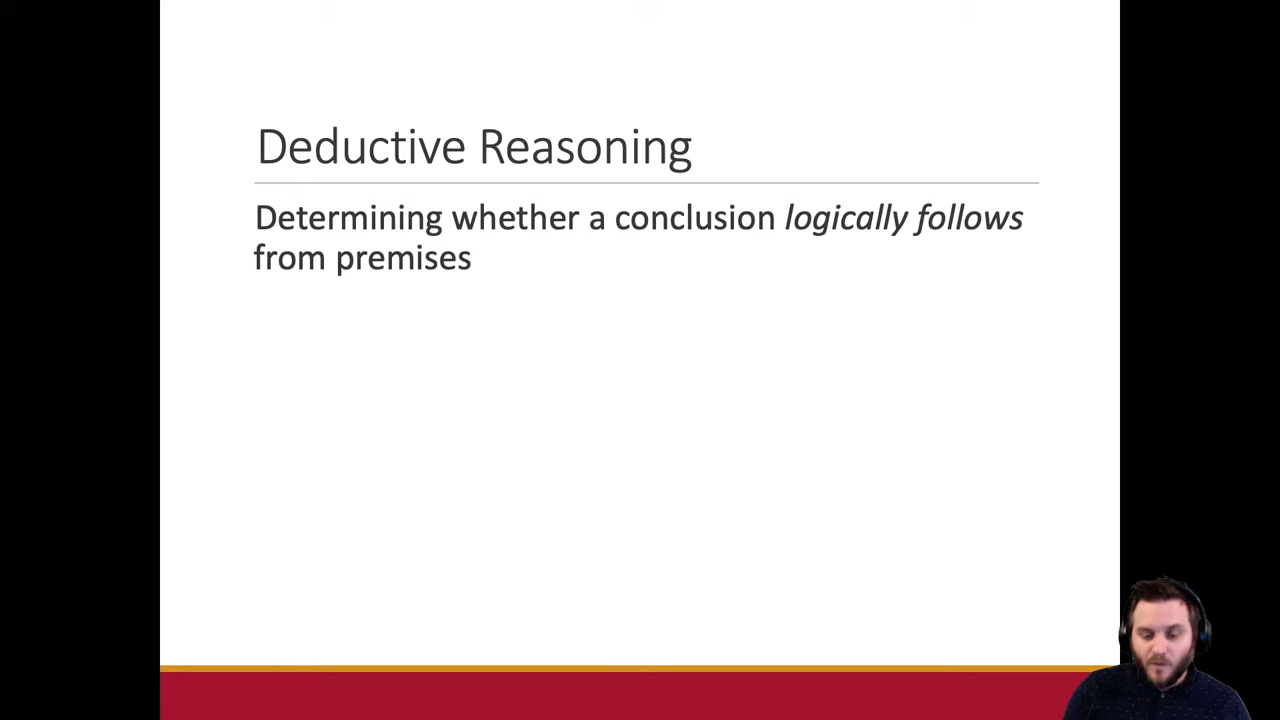 Deductive Reasoning
Determining whether a conclusion logically follows
from premises